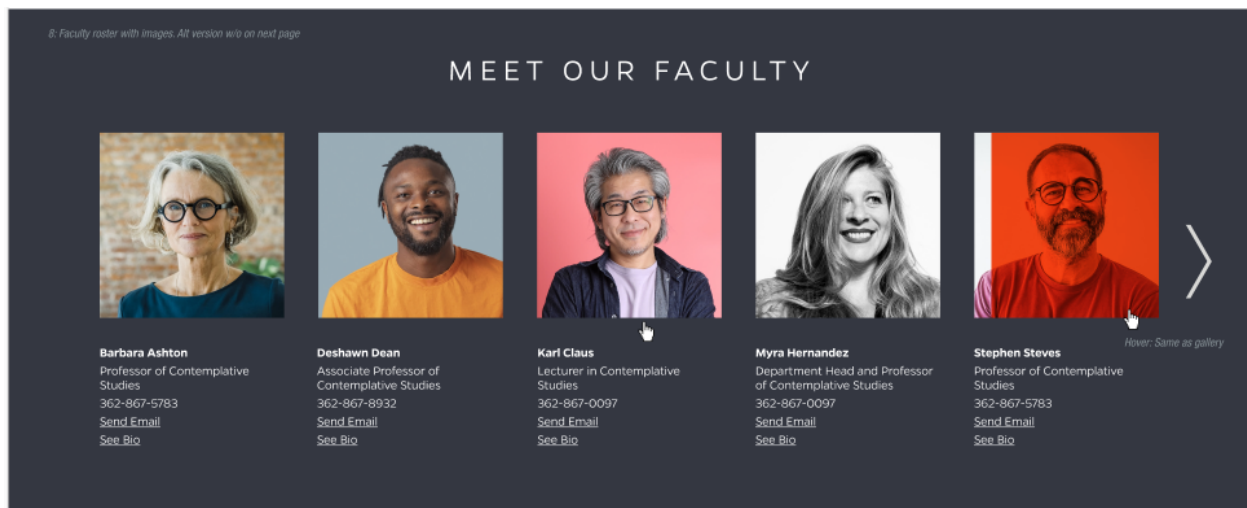 8: Faculty roster with images. Alt version w/o on next page
MEET OUR FACULTY
Barbara Ashton
Professor of Contemplative
Studies
362-867-5783
Send Email
See Bio
Deshawn Dean
Associate Professor of
Contemplative Studies
362-867-8932
Send Email
See Bio
Karl Claus
Lecturer in Contemplative
Studies
362-867-0097
Send Email
See Bio
Myra Hernandez
Department Head and Professor
of Contemplative Studies
362-867-0097
Send Email
See Bio
Hover: Same as gallery
Stephen Steves
Professor of Contemplative
Studies
362-867-5783
Send Email
See Bio